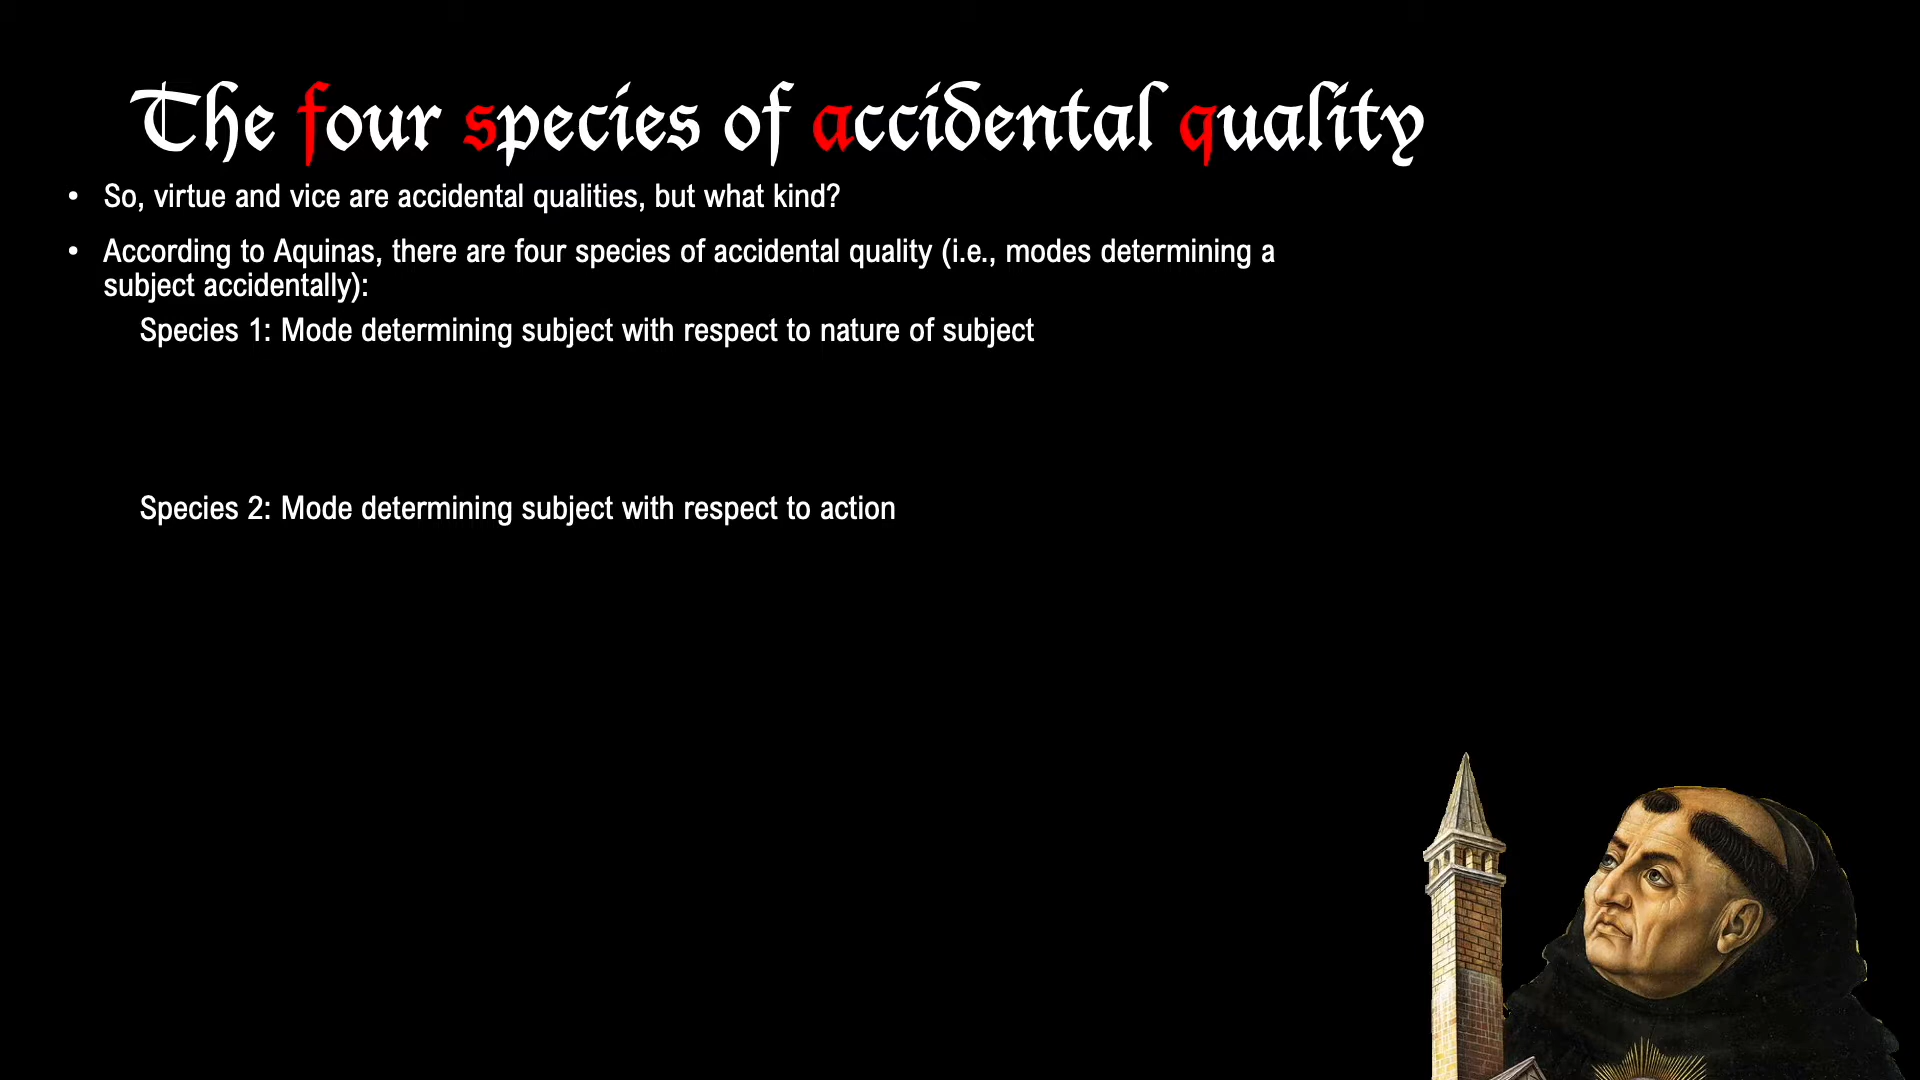 The four species of accidental quality
• So, virtue and vice are accidental qualities, but what kind?
• According to Aquinas, there are four species of accidental quality (i.e., modes determining a
subject accidentally):
Species 1: Mode determining subject with respect to nature of subject
Species 2: Mode determining subject with respect to action